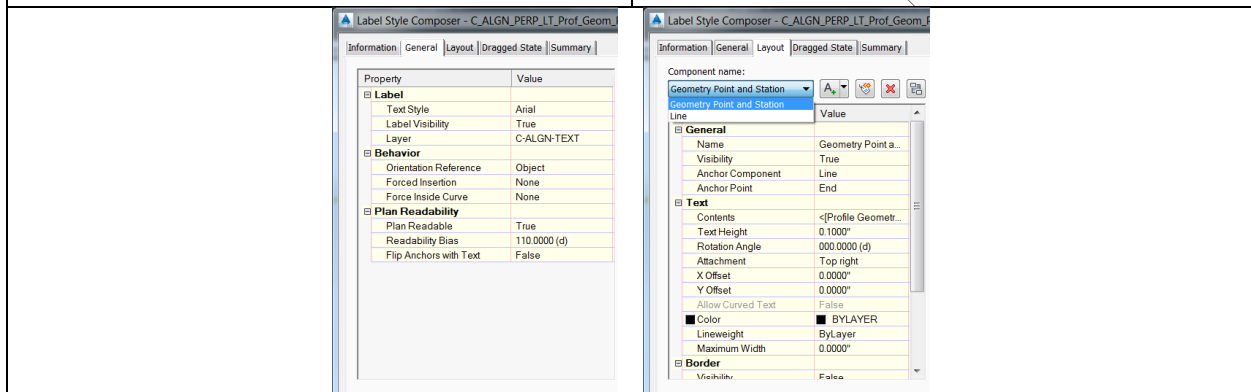 Label Style Composer - C_ALGN_PERP_LT_Prof_Geom_
Information General Layout Dragged State Summary
Property Value
Label
Text Style Arial
Label Visibility True
Layer C-ALGN-TEXT
Behavior
Orientation Reference Object
Forced Insertion None
Force Inside Curve None
Plan Readability
Plan Readable True
Readability Bias 110.0000 (d)
Flip Anchors with Text False
Label Style Composer - C_ALGN_PERP_LT_Prof_Geom_
Information General Layout Dragged State Summary
Component name:
Geometry Point and Station
Geometry Point and Station
Line
Value
General
Name Geometry Point a...
Visibility True
Anchor Component Line
Anchor Point End
Text
Contents <[Profile Geometr...
Text Height 0.1000"
Rotation Angle 000.0000 (d)
Attachment Top right
X Offset 0.0000"
Y Offset 0.0000"
Allow Curved Text False
Color BYLAYER
Lineweight ByLayer
Maximum Width 0.0000"
Border
Visibility False